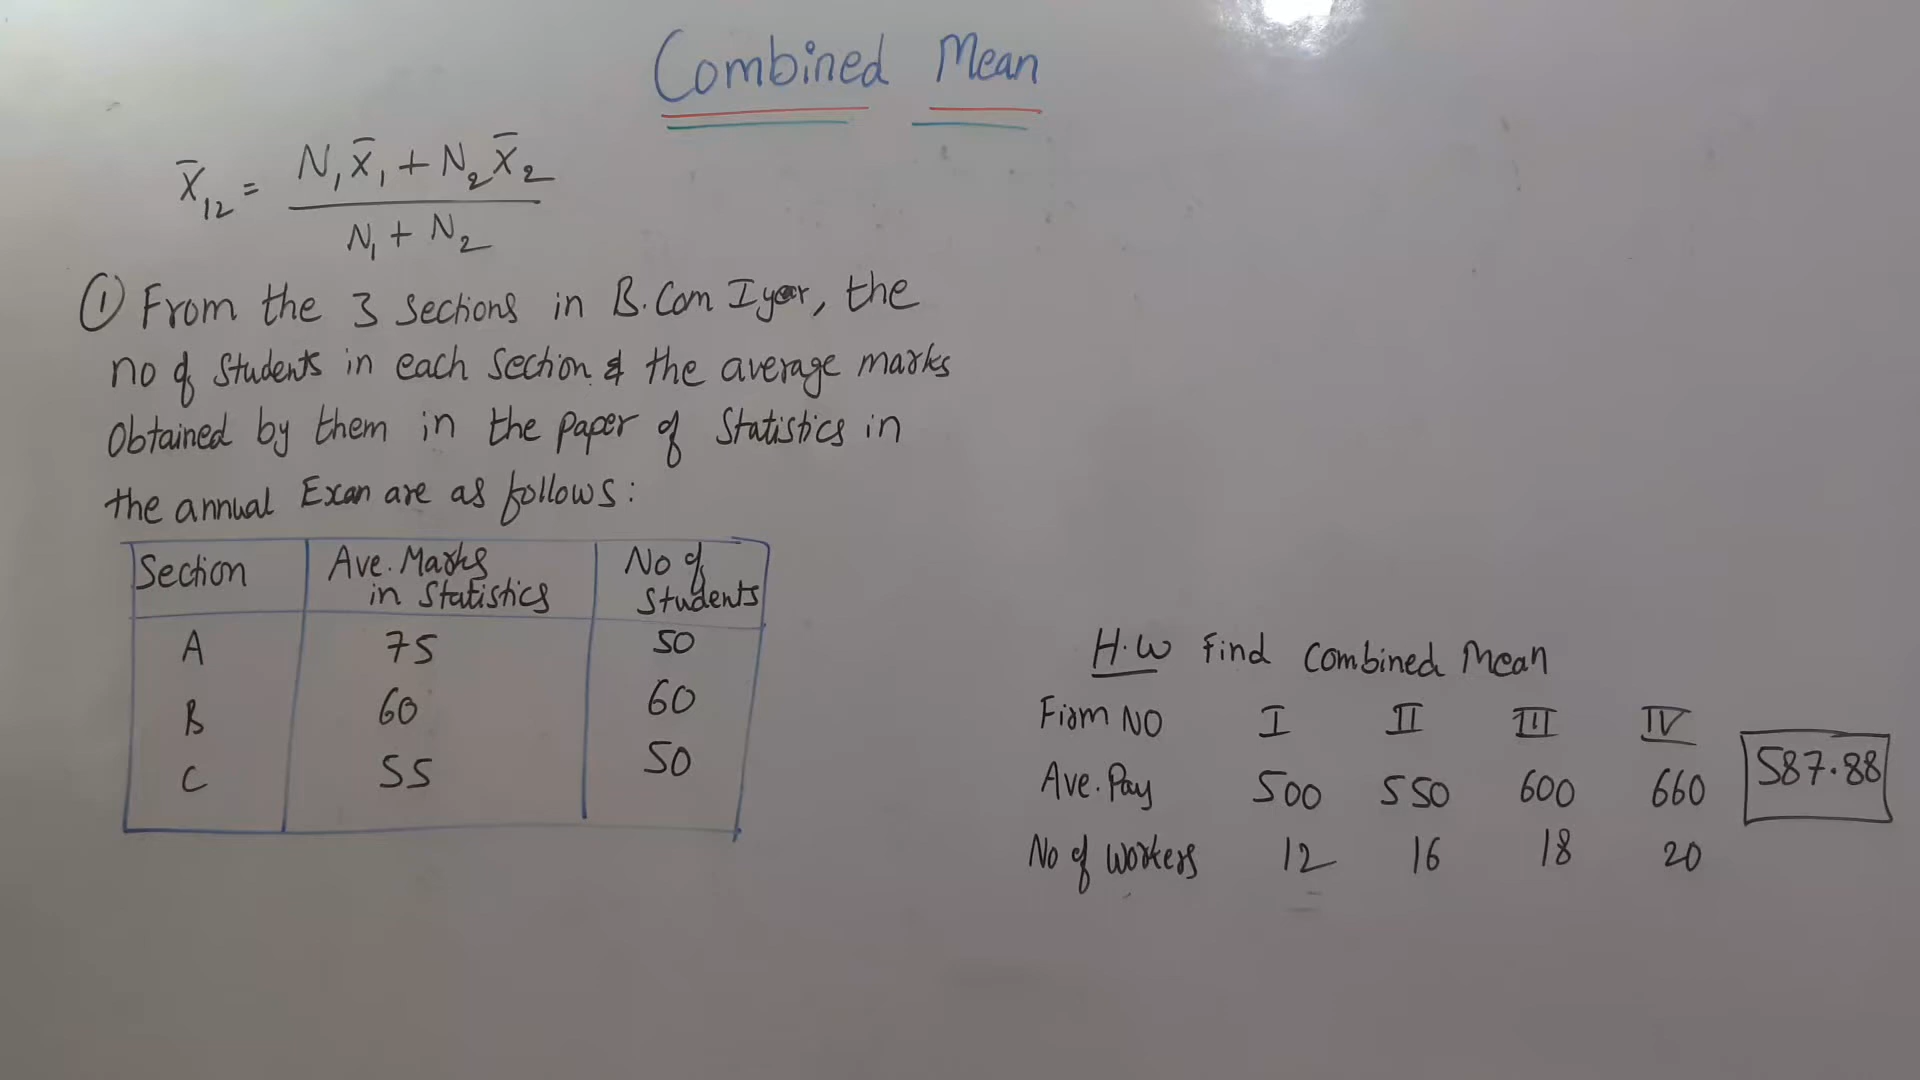 Combined Mean
X̄₁₂ = N₁X̄₁ + N₂X̄₂
N₁ + N₂
① From the 3 Sections in B.Com I year, the
no of Students in each Section & the average marks
Obtained by them in the paper of Statistics in
the annual Exam are as follows:
Section Ave. Marks in Statistics No of Students
A 75 50
B 60 60
C 55 50
H.W Find Combined Mean
Firm NO I II III IV
Ave. Pay 500 550 600 660
No of Workers 12 16 18 20
587.88